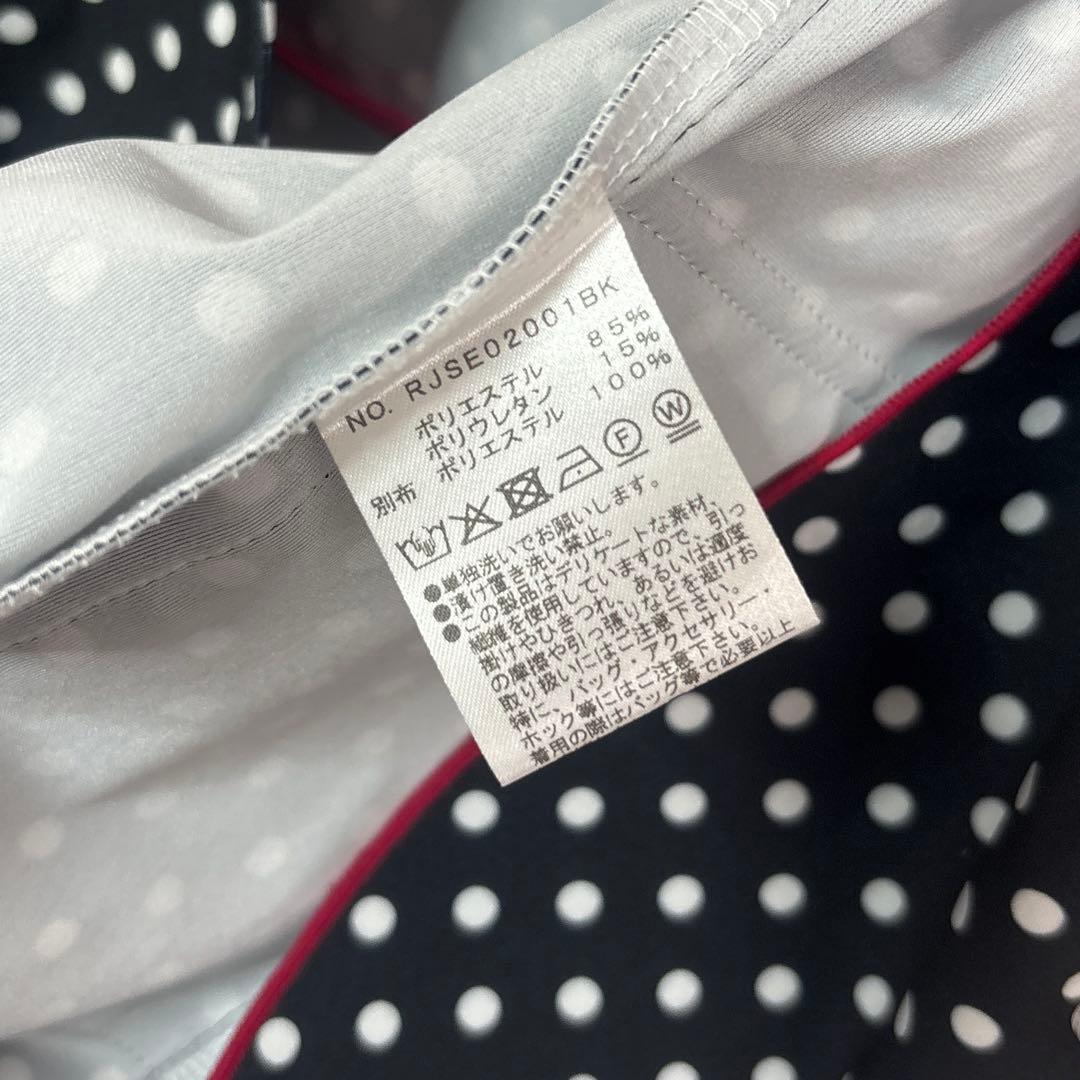 NO. RJSE02001BK
ポリエステル 85%
ポリウレタン 15%
別布 ポリエステル 100%
F W
●単独洗いでお願いします。
●漬け置き洗い禁止。
●この製品はデリケートな素材、
繊維を使用していますので、引っ
掛けやひきつれ、あるいは過度
の摩擦や引っ張りなどを避けお
取り扱いにはご注意下さい。
特に、バッグ・アクセサリー・
ホック等にはご注意下さい。
着用の際はバッグ等で必要以上